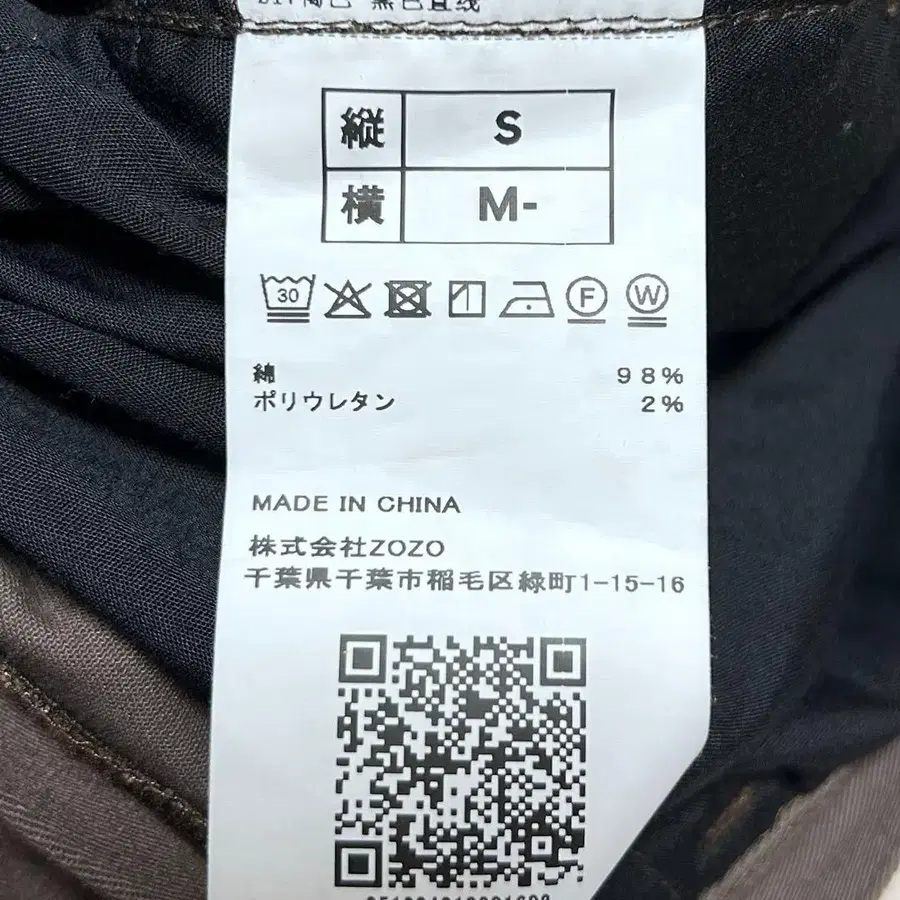 縦 S
横 M-
30 F W
綿 98%
ポリウレタン 2%
MADE IN CHINA
株式会社ZOZO
千葉県千葉市稲毛区緑町1-15-16